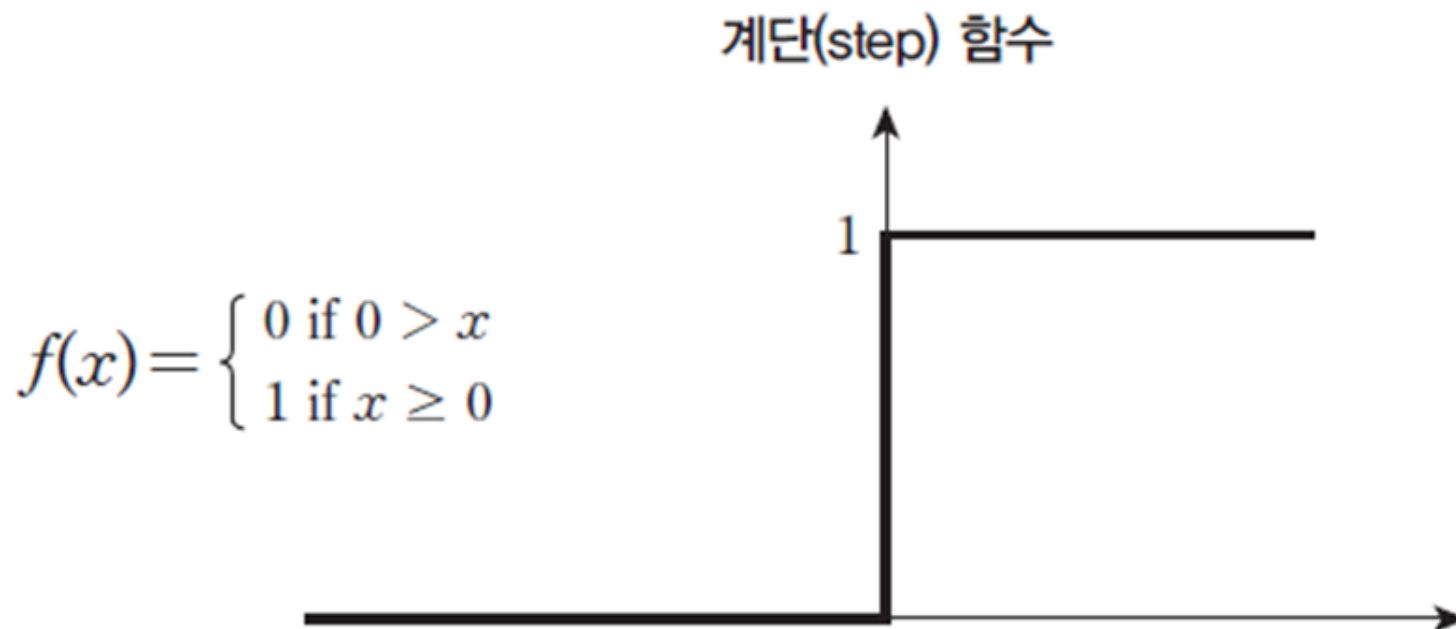 계단(step) 함수
1
f(x)= { 0 if 0 > x
1 if x ≥ 0